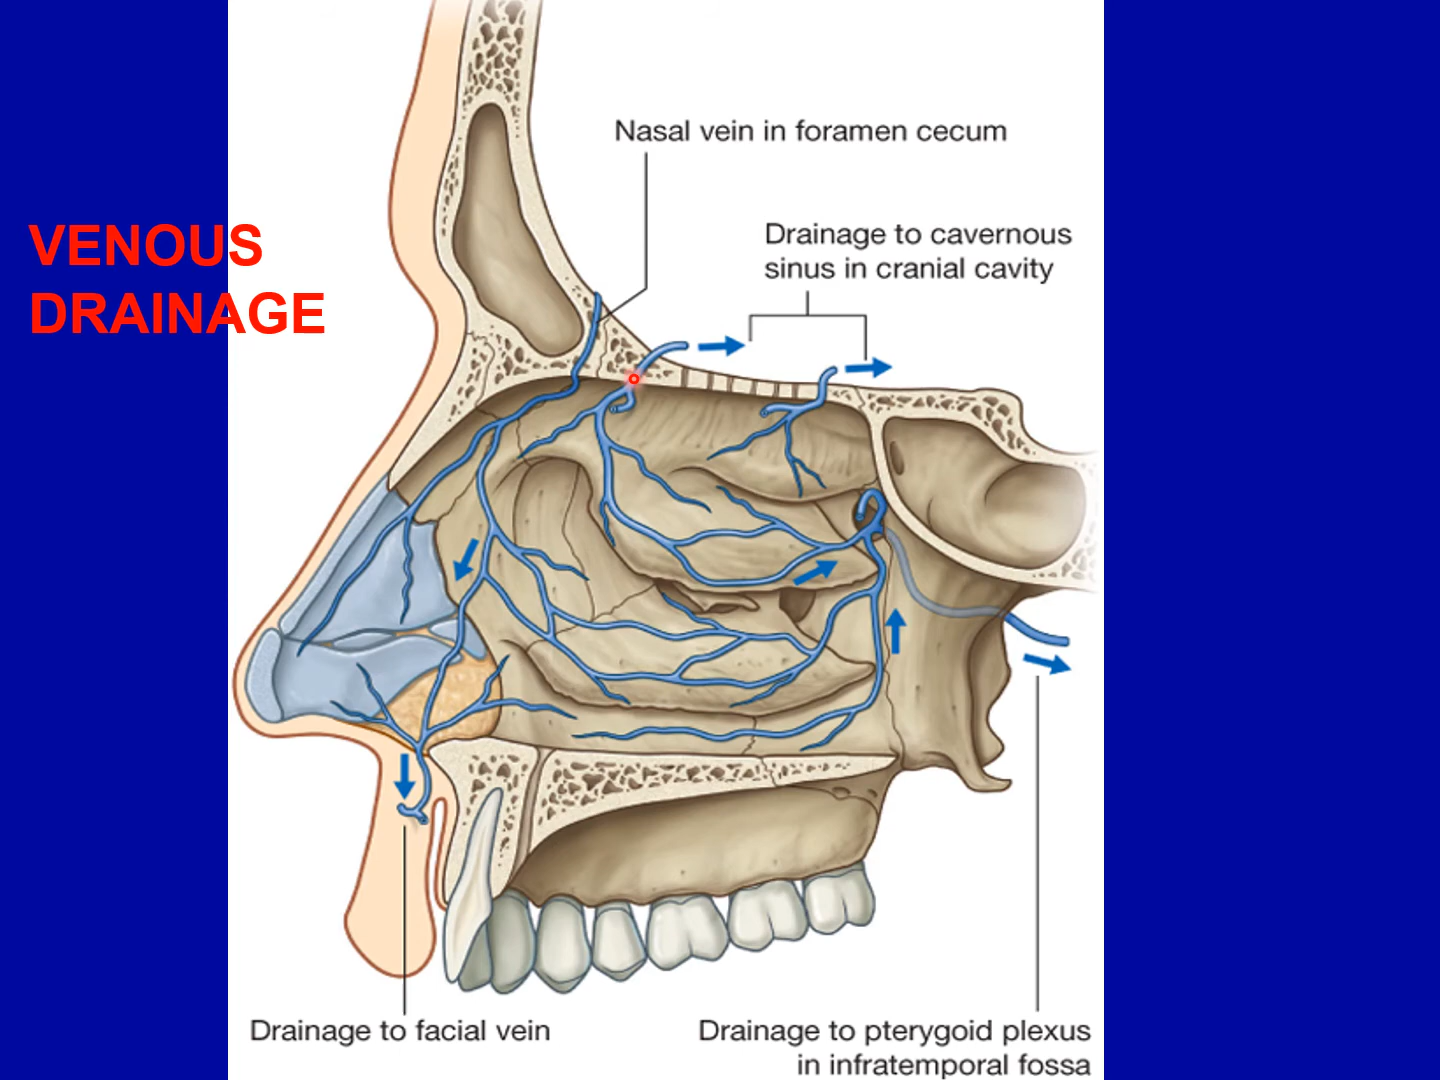 VENOUS
DRAINAGE
Nasal vein in foramen cecum
Drainage to cavernous
sinus in cranial cavity
Drainage to facial vein
Drainage to pterygoid plexus
in infratemporal fossa